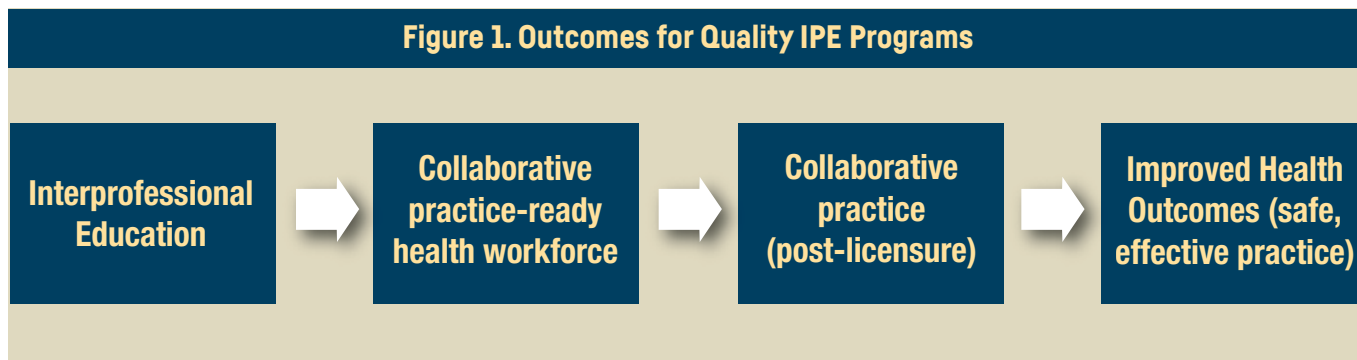 Figure 1. Outcomes for Quality IPE Programs
Interprofessional
Education
Collaborative
practice-ready
health workforce
Collaborative
practice
(post-licensure)
Improved Health
Outcomes (safe,
effective practice)